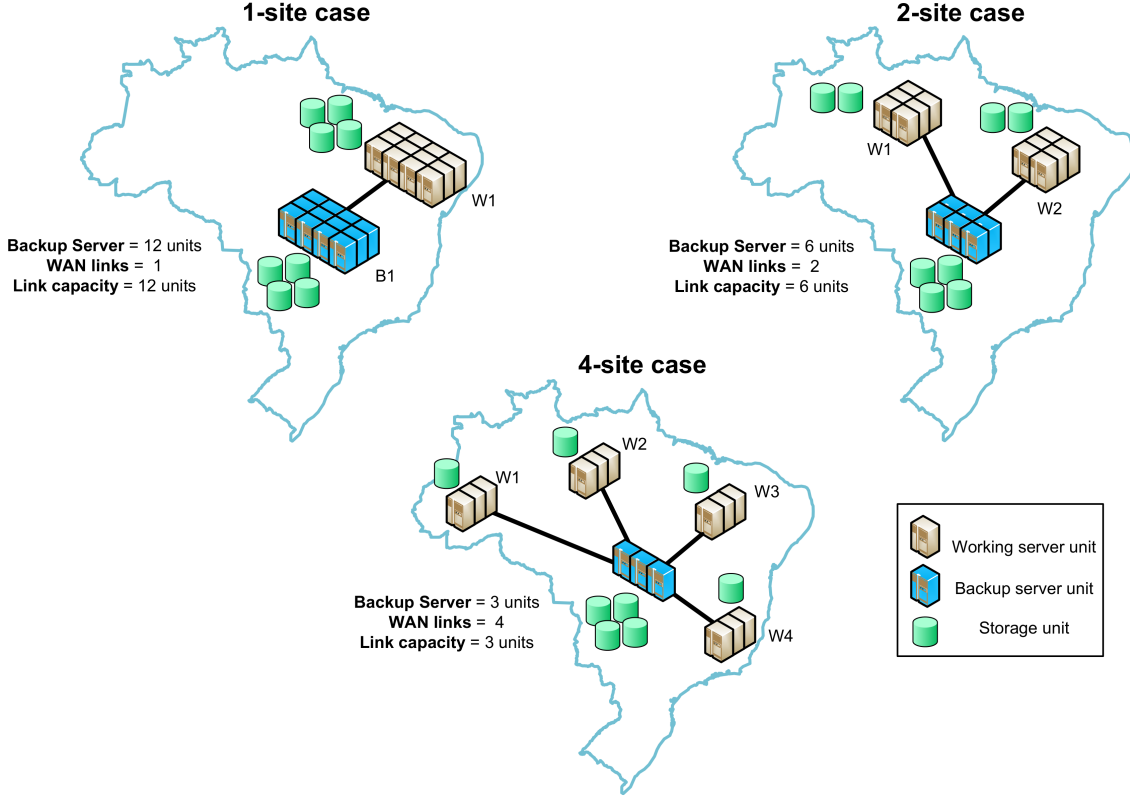 1-site case
W1
B1
Backup Server = 12 units
WAN links = 1
Link capacity = 12 units
2-site case
W1
W2
Backup Server = 6 units
WAN links = 2
Link capacity = 6 units
4-site case
W1
W2
W3
W4
Backup Server = 3 units
WAN links = 4
Link capacity = 3 units
Working server unit
Backup server unit
Storage unit